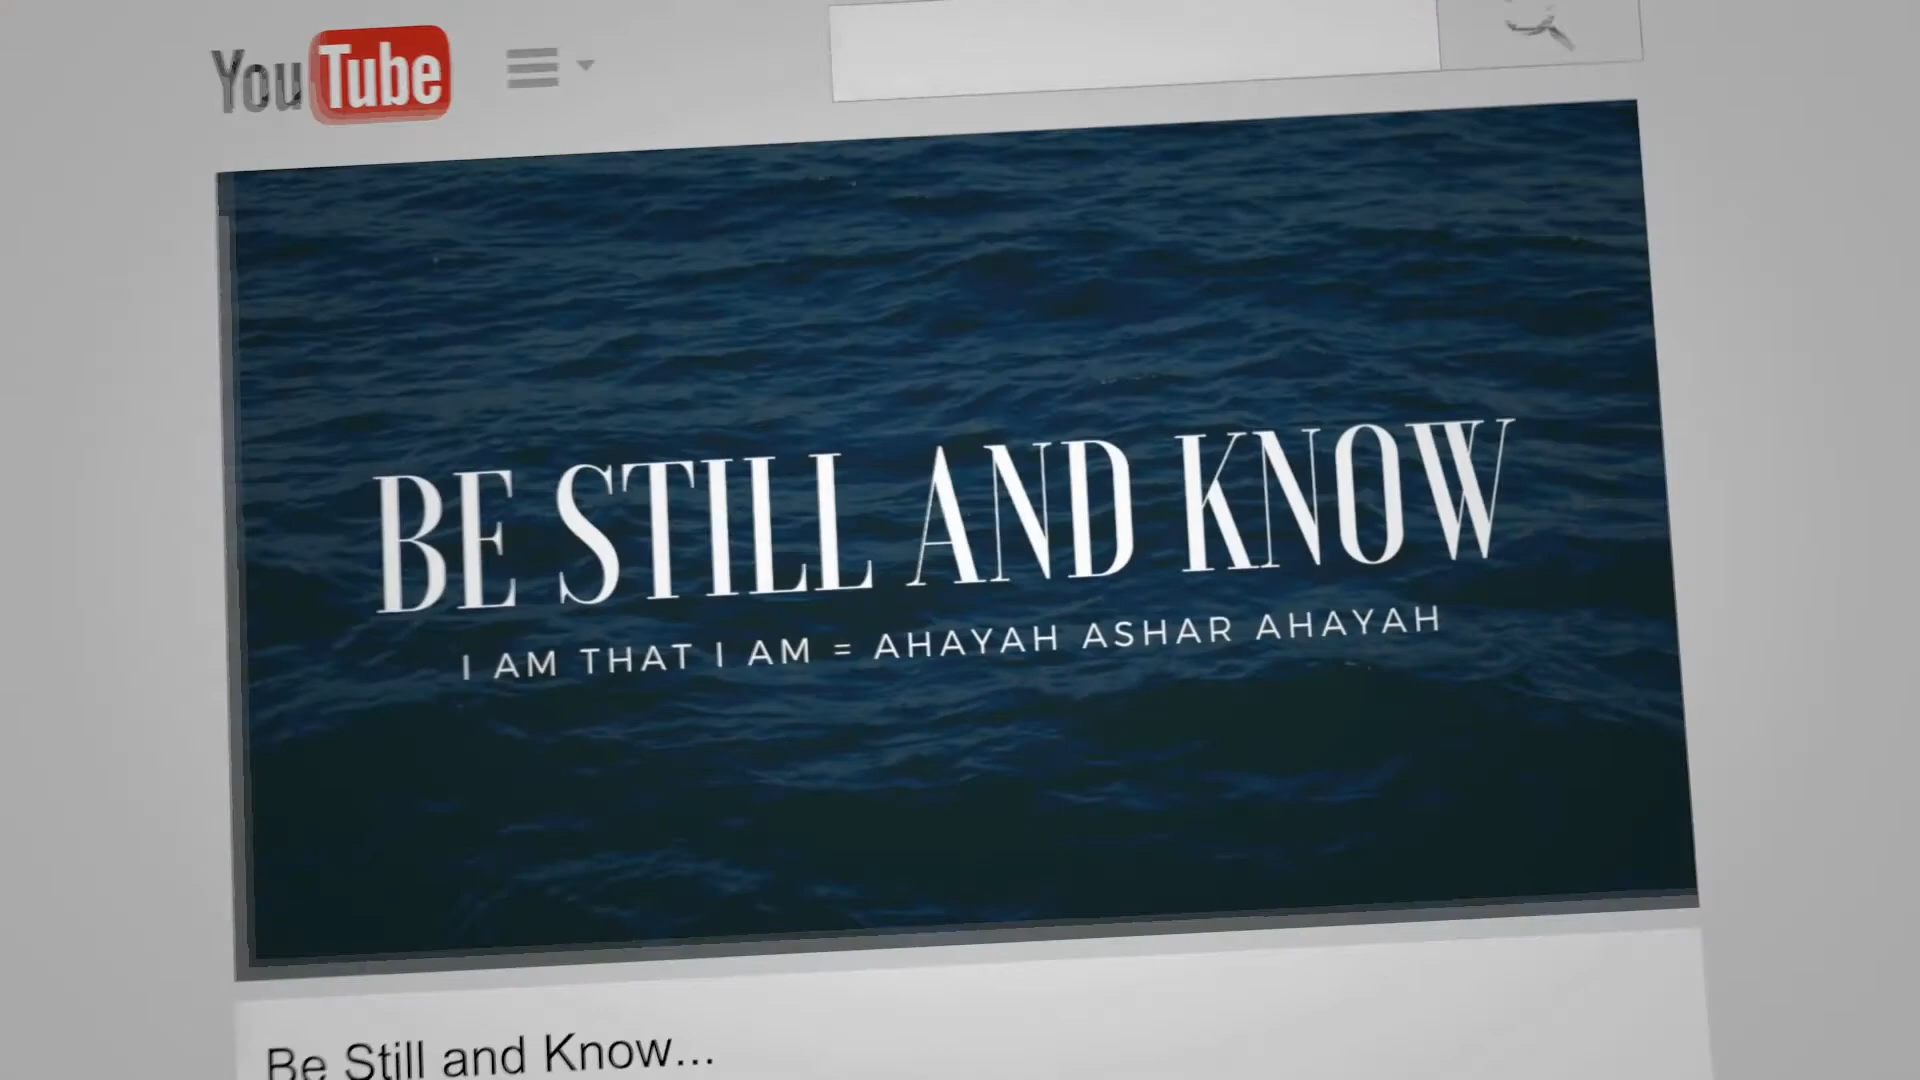 YouTube
BE STILL AND KNOW
I AM THAT I AM = AHAYAH ASHAR AHAYAH
Be Still and Know...